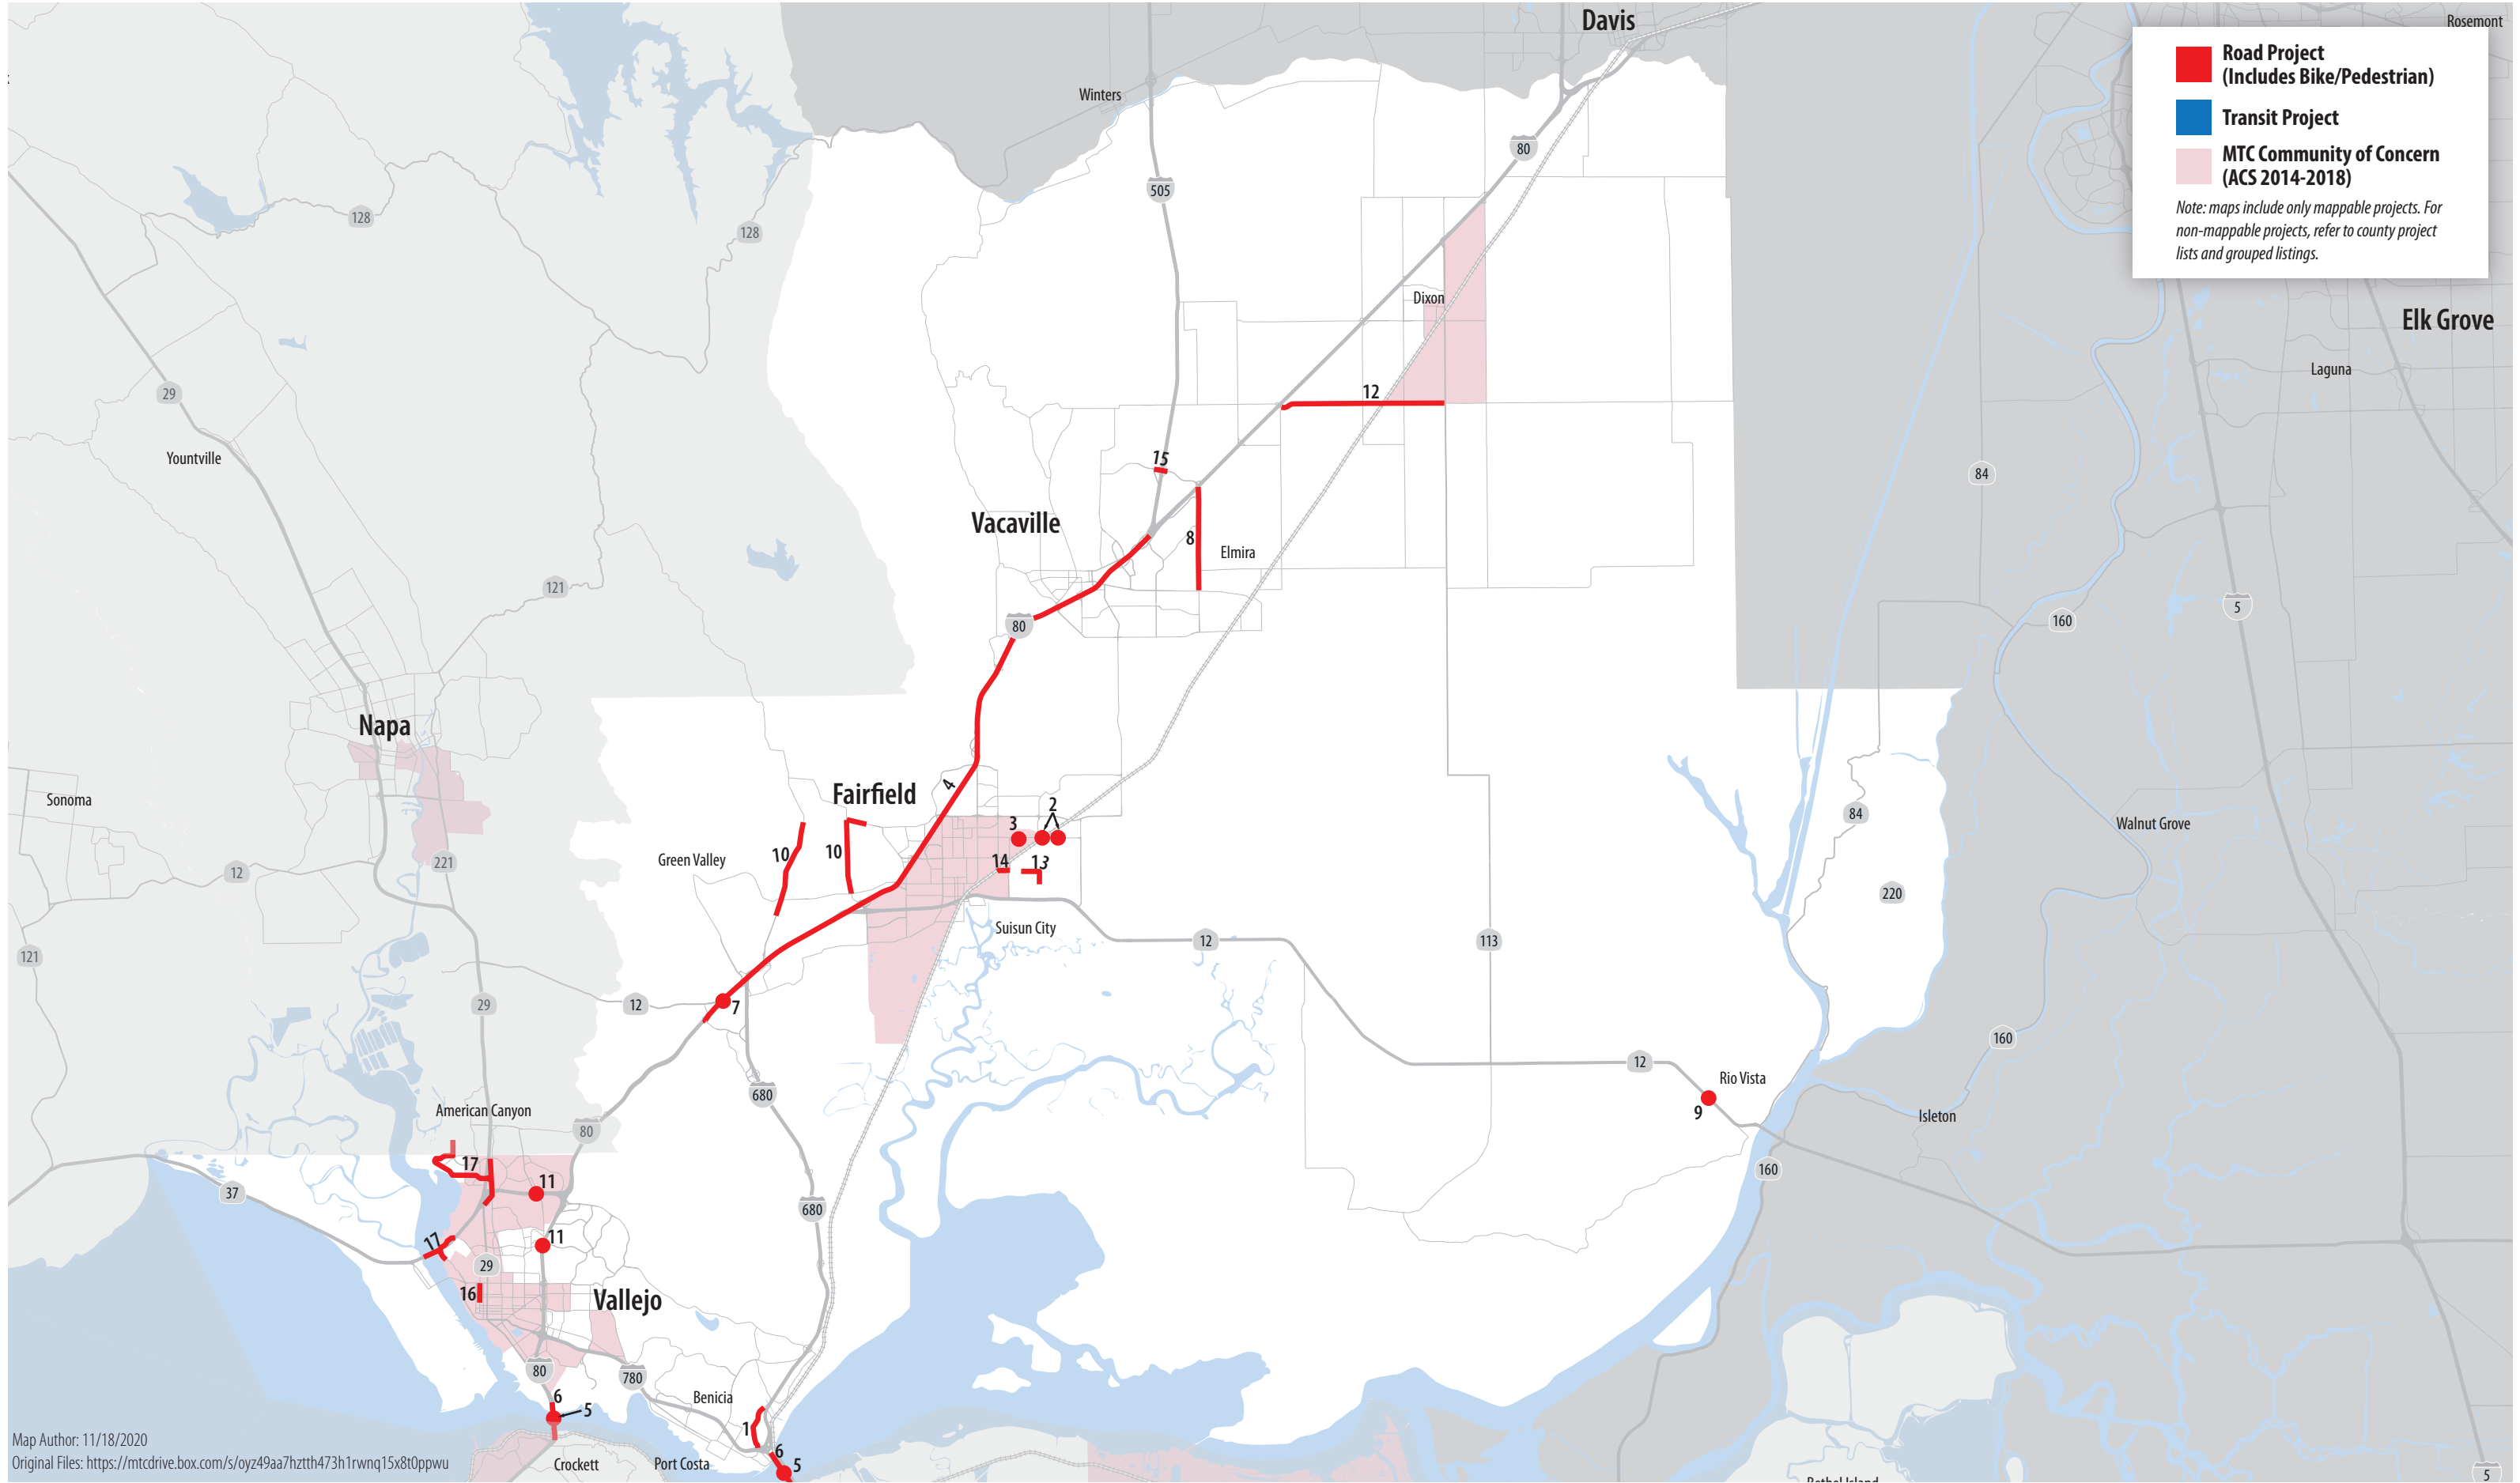 Davis
Rosemont
Road Project
(Includes Bike/Pedestrian)
Transit Project
MTC Community of Concern
(ACS 2014-2018)
Note: maps include only mappable projects. For
non-mappable projects, refer to county project
lists and grouped listings.
Winters
80
505
128
128
Dixon
Elk Grove
Laguna
29
12
Yountville
15
84
Vacaville
8
Elmira
121
5
80
160
Napa
4
Sonoma
Fairfield
2
3
84
Walnut Grove
10
10
Green Valley
14
13
221
12
220
Suisun City
12
113
121
29
12
7
160
12
680
Rio Vista
9
American Canyon
Isleton
80
17
11
160
37
680
17
11
29
16
Vallejo
80
780
6
5
Benicia
1
6
5
Map Author: 11/18/2020
Original Files: https://mtcdrive.box.com/s/oyz49aa7hztth473h1rwnq15x8t0ppwu
Crockett
Port Costa
5